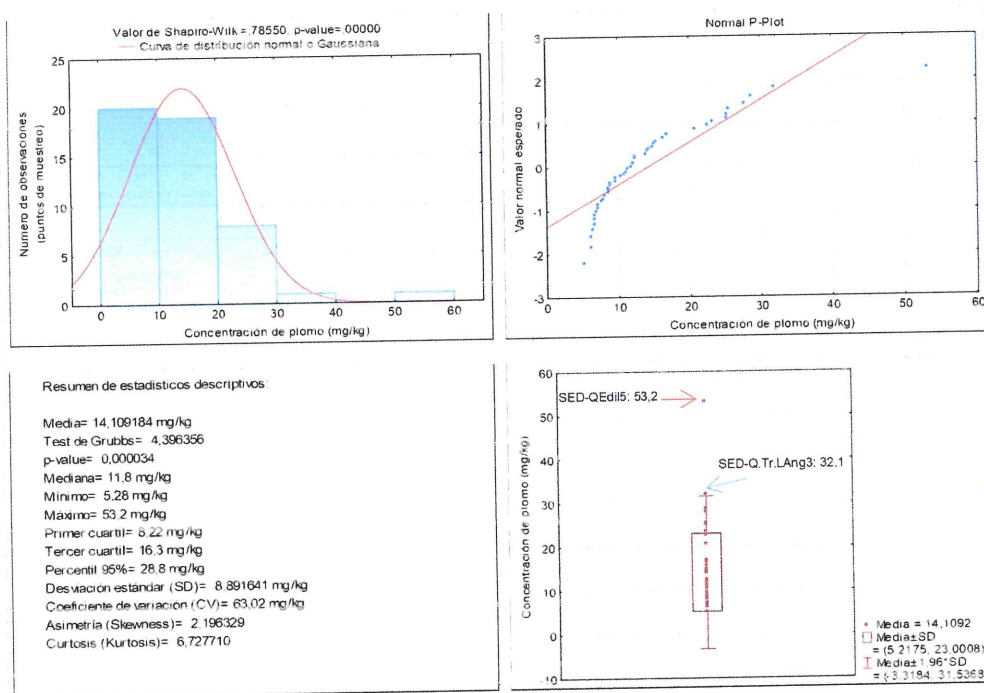 Valor de Shapiro-Wilk =,78550, p-value=,00000
Curva de distribución normal o Gaussiana
25
20
15
10
5
0
Número de observaciones
(puntos de muestreo)
0 10 20 30 40 50 60
Concentración de plomo (mg/kg)
Normal P-Plot
3
2
1
0
-1
-2
-3
Valor normal esperado
0 10 20 30 40 50 60
Concentración de plomo (mg/kg)
Resumen de estadísticos descriptivos:
Media= 14,109184 mg/kg
Test de Grubbs= 4,396356
p-value= 0,000034
Mediana= 11,8 mg/kg
Mínimo= 5,28 mg/kg
Máximo= 53,2 mg/kg
Primer cuartil= 8,22 mg/kg
Tercer cuartil= 16,3 mg/kg
Percentil 95%= 28,8 mg/kg
Desviación estándar (SD)= 8,891641 mg/kg
Coeficiente de variación (CV)= 63,02 mg/kg
Asimetría (Skewness)= 2,196329
Curtosis (Kurtosis)= 6,727710
60
50
40
30
20
10
0
-10
Concentración de plomo (mg/kg)
SED-QEdil5: 53,2
SED-Q.Tr.LAng3: 32,1
Media = 14,1092
Media±SD
= (5,2175, 23,0008)
Media±1,96*SD
= (-3,3184, 31,5368